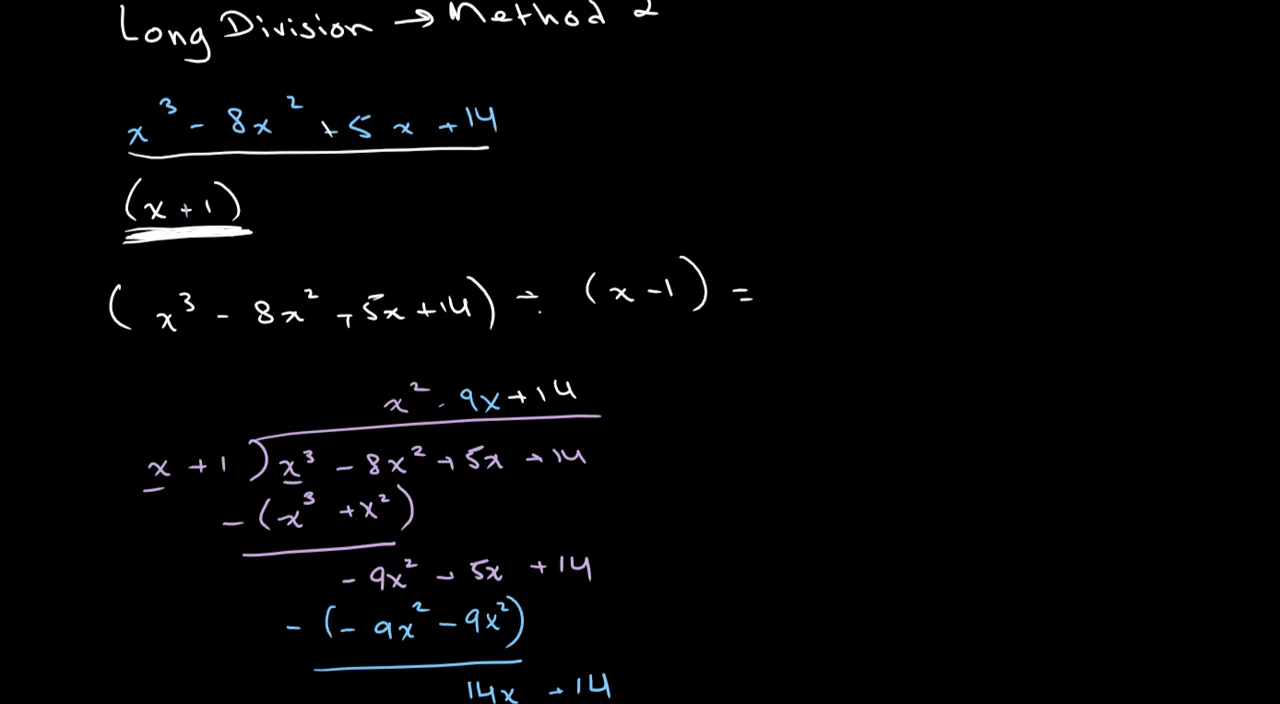 Long Division → Method 2
x³ - 8x² + 5x + 14
(x + 1)
(x³ - 8x² + 5x + 14) ÷ (x - 1) =
x² - 9x + 14
x + 1 ) x³ - 8x² + 5x + 14
- (x³ + x²)
- 9x² - 5x + 14
- (- 9x² - 9x²)
14x + 14